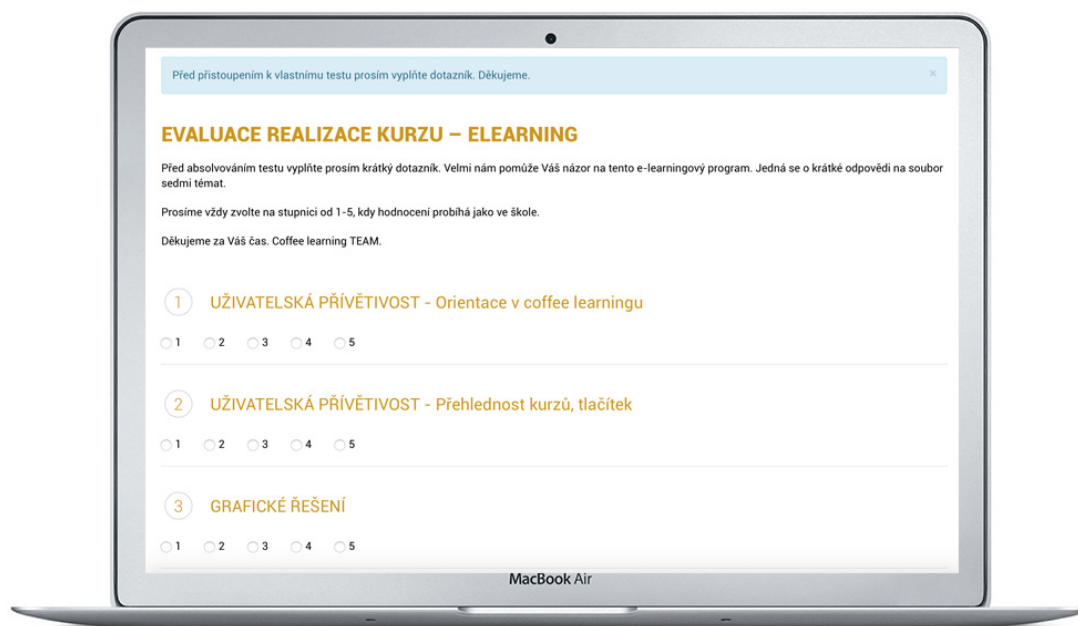 Před přistoupením k vlastnímu testu prosím vyplňte dotazník. Děkujeme. ×
EVALUACE REALIZACE KURZU – ELEARNING
Před absolvováním testu vyplňte prosím krátký dotazník. Velmi nám pomůže Váš názor na tento e-learningový program. Jedná se o krátké odpovědi na soubor
sedmi témat.
Prosíme vždy zvolte na stupnici od 1-5, kdy hodnocení probíhá jako ve škole.
Děkujeme za Váš čas. Coffee learning TEAM.
1 UŽIVATELSKÁ PŘÍVĚTIVOST - Orientace v coffee learningu
1 2 3 4 5
2 UŽIVATELSKÁ PŘÍVĚTIVOST - Přehlednost kurzů, tlačítek
1 2 3 4 5
3 GRAFICKÉ ŘEŠENÍ
1 2 3 4 5
MacBook Air